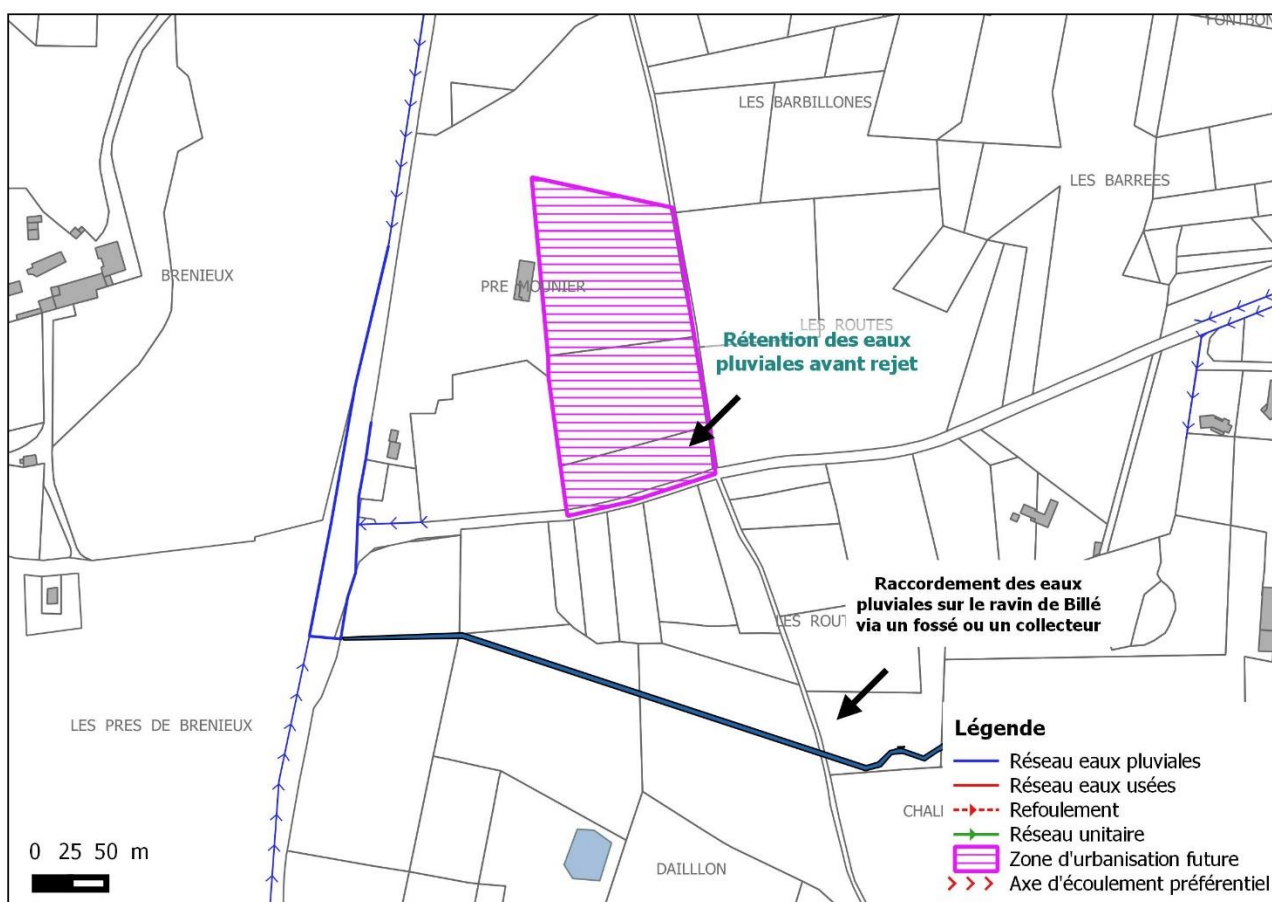 FONTBON
LES BARBILLONES
LES BARREES
BRENIEUX
PRE MOUNIER
LES ROUTES
Rétention des eaux
pluviales avant rejet
Raccordement des eaux
pluviales sur le ravin de Billé
via un fossé ou un collecteur
LES ROUT
LES PRES DE BRENIEUX
Légende
Réseau eaux pluviales
Réseau eaux usées
Refoulement
Réseau unitaire
Zone d'urbanisation future
Axe d'écoulement préférentiel
CHAL
0 25 50 m
DAILLLON